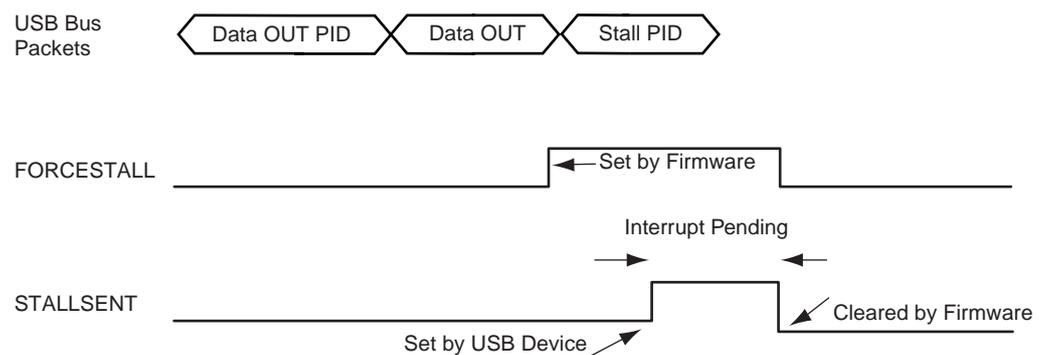 USB Bus
Packets
Data OUT PID
Data OUT
Stall PID
FORCESTALL
Set by Firmware
Interrupt Pending
STALLSENT
Cleared by Firmware
Set by USB Device